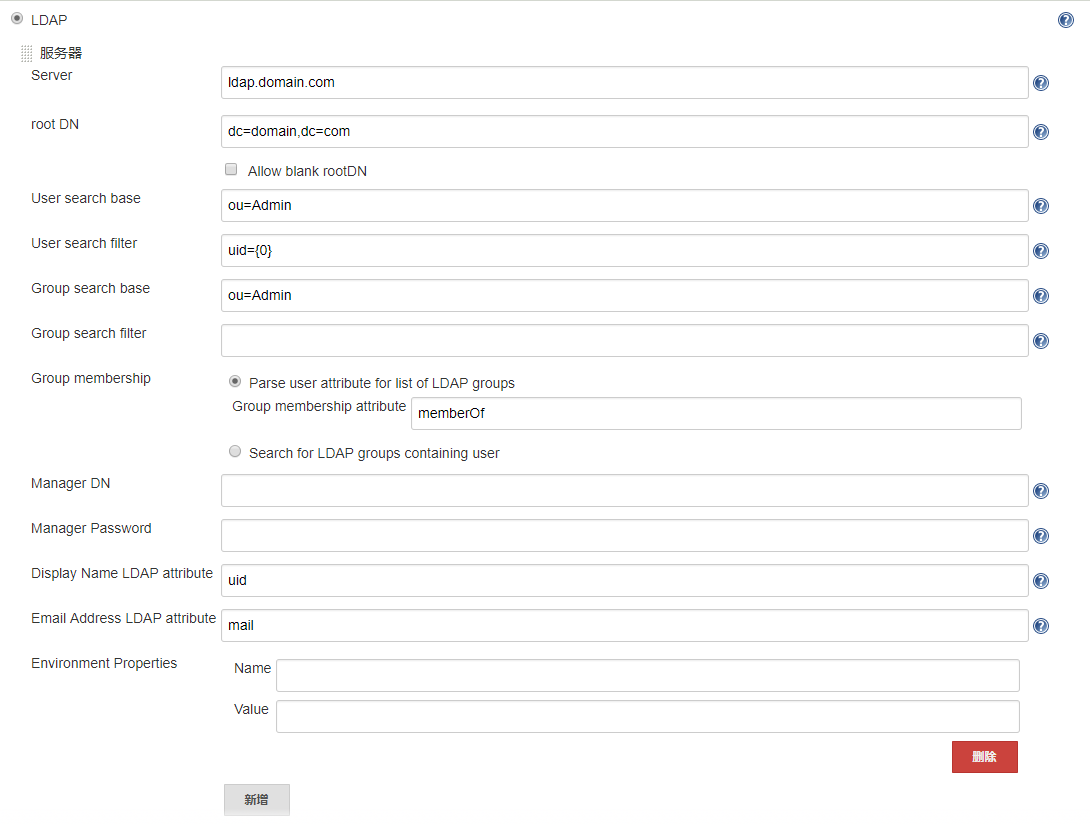 LDAP
服务器
Server
ldap.domain.com
root DN
dc=domain,dc=com
Allow blank rootDN
User search base
ou=Admin
User search filter
uid={0}
Group search base
ou=Admin
Group search filter
Group membership
Parse user attribute for list of LDAP groups
Group membership attribute
memberOf
Search for LDAP groups containing user
Manager DN
Manager Password
Display Name LDAP attribute
uid
Email Address LDAP attribute
mail
Environment Properties
Name
Value
删除
新增